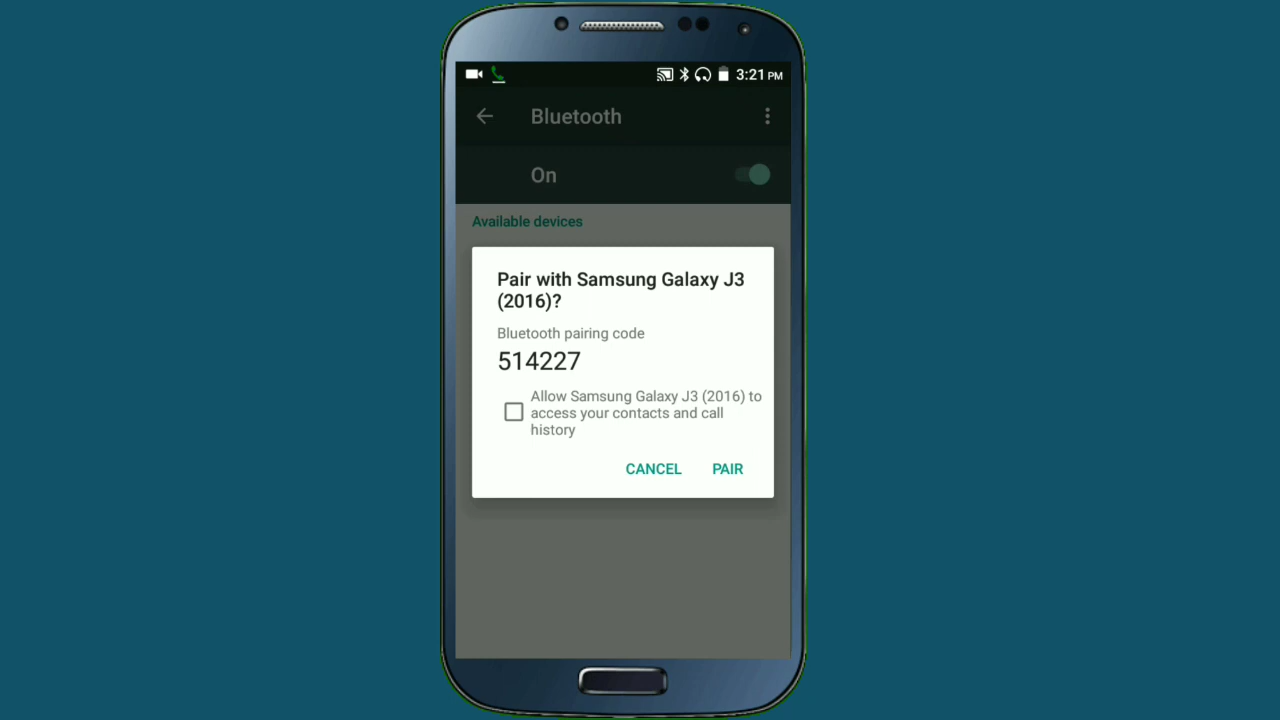 3:21 PM
Bluetooth
On
Available devices
Pair with Samsung Galaxy J3
(2016)?
Bluetooth pairing code
514227
Allow Samsung Galaxy J3 (2016) to
access your contacts and call
history
CANCEL PAIR